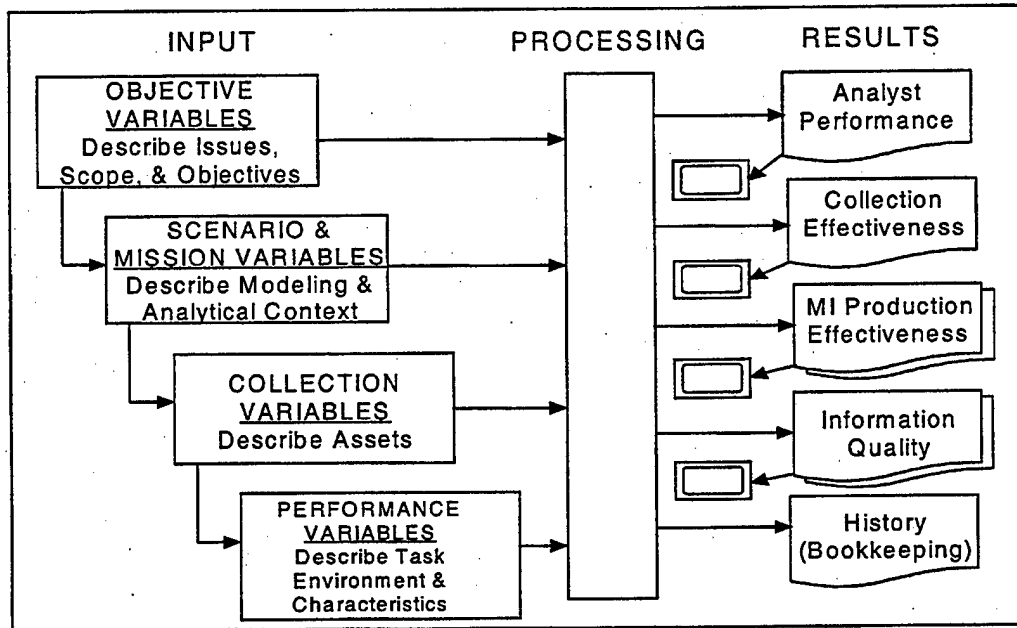 INPUT
PROCESSING
RESULTS
OBJECTIVE
VARIABLES
Describe Issues,
Scope, & Objectives
SCENARIO &
MISSION VARIABLES
Describe Modeling &
Analytical Context
COLLECTION
VARIABLES
Describe Assets
PERFORMANCE
VARIABLES
Describe Task
Environment &
Characteristics
Analyst
Performance
Collection
Effectiveness
MI Production
Effectiveness
Information
Quality
History
(Bookkeeping)